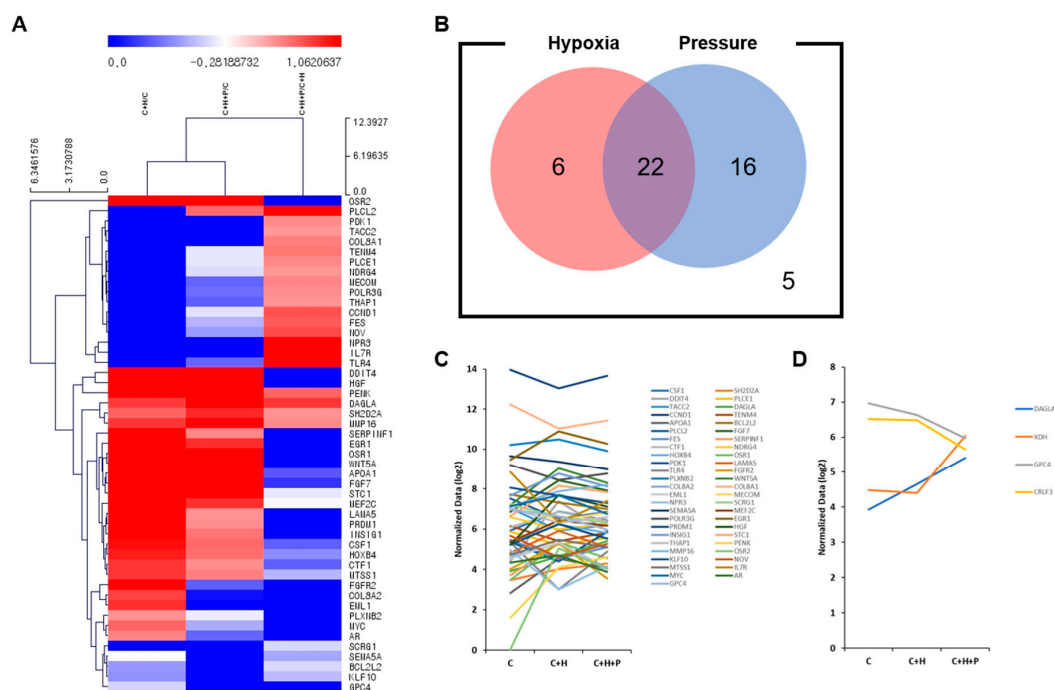 A
0.0 -0.28188732 1.0620637
C+H/C
C+H+P/C
C+H+P/C+H
12.3927
6.19635
0.0
6.3461576
3.1730788
0.0
OSR2
PLCL2
PDK1
TACC2
COL8A1
TENM4
PLCE1
NDRG4
MECOM
POLR3G
THAP1
CCND1
FES
NOV
NPR3
IL7R
TLR4
DDIT4
HGF
PENK
DAGLA
SH2D2A
MMP16
SERPINF1
EGR1
OSR1
WNT5A
APOA1
FGF7
STC1
MEF2C
LAMA5
PRDM1
INSIG1
CSF1
HOXB4
CTF1
MTSS1
FGFR2
COL8A2
EML1
PLXNB2
MYC
AR
SCRG1
SEMA5A
BCL2L2
KLF10
GPC4
B
Hypoxia Pressure
6 22 16
5
C
Normalized Data (log2)
14
12
10
8
6
4
2
0
C C+H C+H+P
CSF1 SH2D2A
DDIT4 PLCE1
TACC2 DAGLA
CCND1 TENM4
APOA1 BCL2L2
PLCL2 FGF7
FES SERPINF1
CTF1 NDRG4
HOXB4 OSR1
PDK1 LAMA5
TLR4 FGFR2
PLXNB2 WNT5A
COL8A2 COL8A1
EML1 MECOM
NPR3 SCRG1
SEMA5A MEF2C
POLR3G EGR1
PRDM1 HGF
INSIG1 STC1
THAP1 PENK
MMP16 OSR2
KLF10 NOV
MTSS1 IL7R
MYC AR
GPC4
D
Normalized Data (log2)
8
7
6
5
4
3
2
1
0
C C+H C+H+P
DAGLA
XDH
GPC4
CRLF3